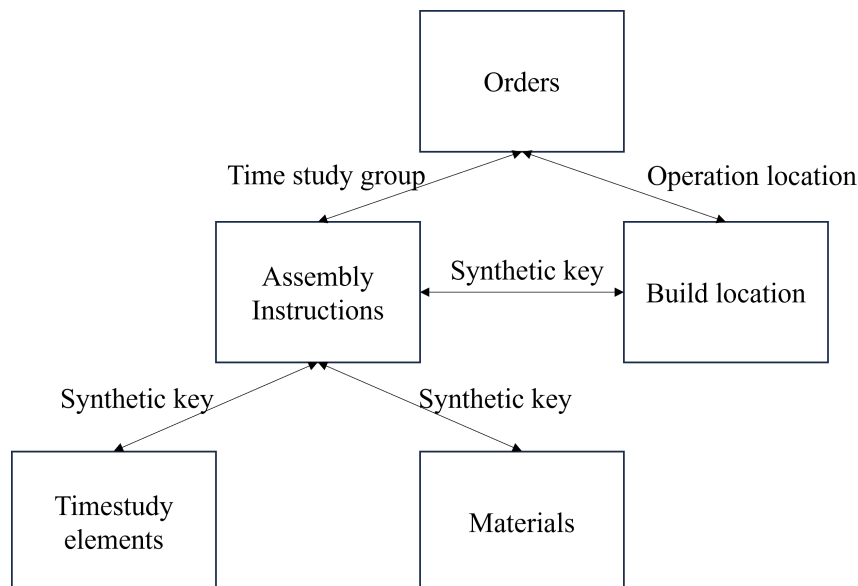 Orders
Time study group
Operation location
Assembly
Instructions
Synthetic key
Build location
Synthetic key
Synthetic key
Timestudy
elements
Materials